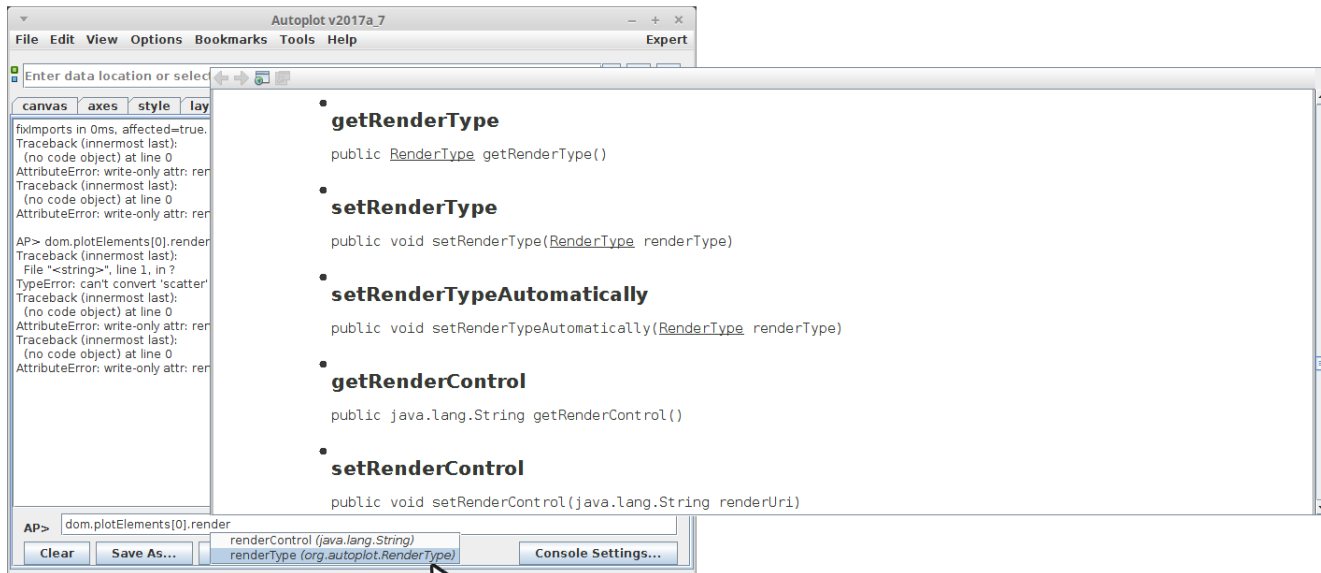 Autoplot v2017a_7
File Edit View Options Bookmarks Tools Help Expert
Enter data location or select
canvas axes style lay
fixImports in 0ms, affected=true.
Traceback (innermost last):
(no code object) at line 0
AttributeError: write-only attr: ren
Traceback (innermost last):
(no code object) at line 0
AttributeError: write-only attr: ren
AP> dom.plotElements[0].render
Traceback (innermost last):
File "<string>", line 1, in ?
TypeError: can't convert 'scatter'
Traceback (innermost last):
(no code object) at line 0
AttributeError: write-only attr: ren
Traceback (innermost last):
(no code object) at line 0
AttributeError: write-only attr: ren
getRenderType
public RenderType getRenderType()
setRenderType
public void setRenderType(RenderType renderType)
setRenderTypeAutomatically
public void setRenderTypeAutomatically(RenderType renderType)
getRenderControl
public java.lang.String getRenderControl()
setRenderControl
public void setRenderControl(java.lang.String renderUri)
AP> dom.plotElements[0].render
renderControl (java.lang.String)
renderType (org.autoplot.RenderType)
Clear Save As... Console Settings...